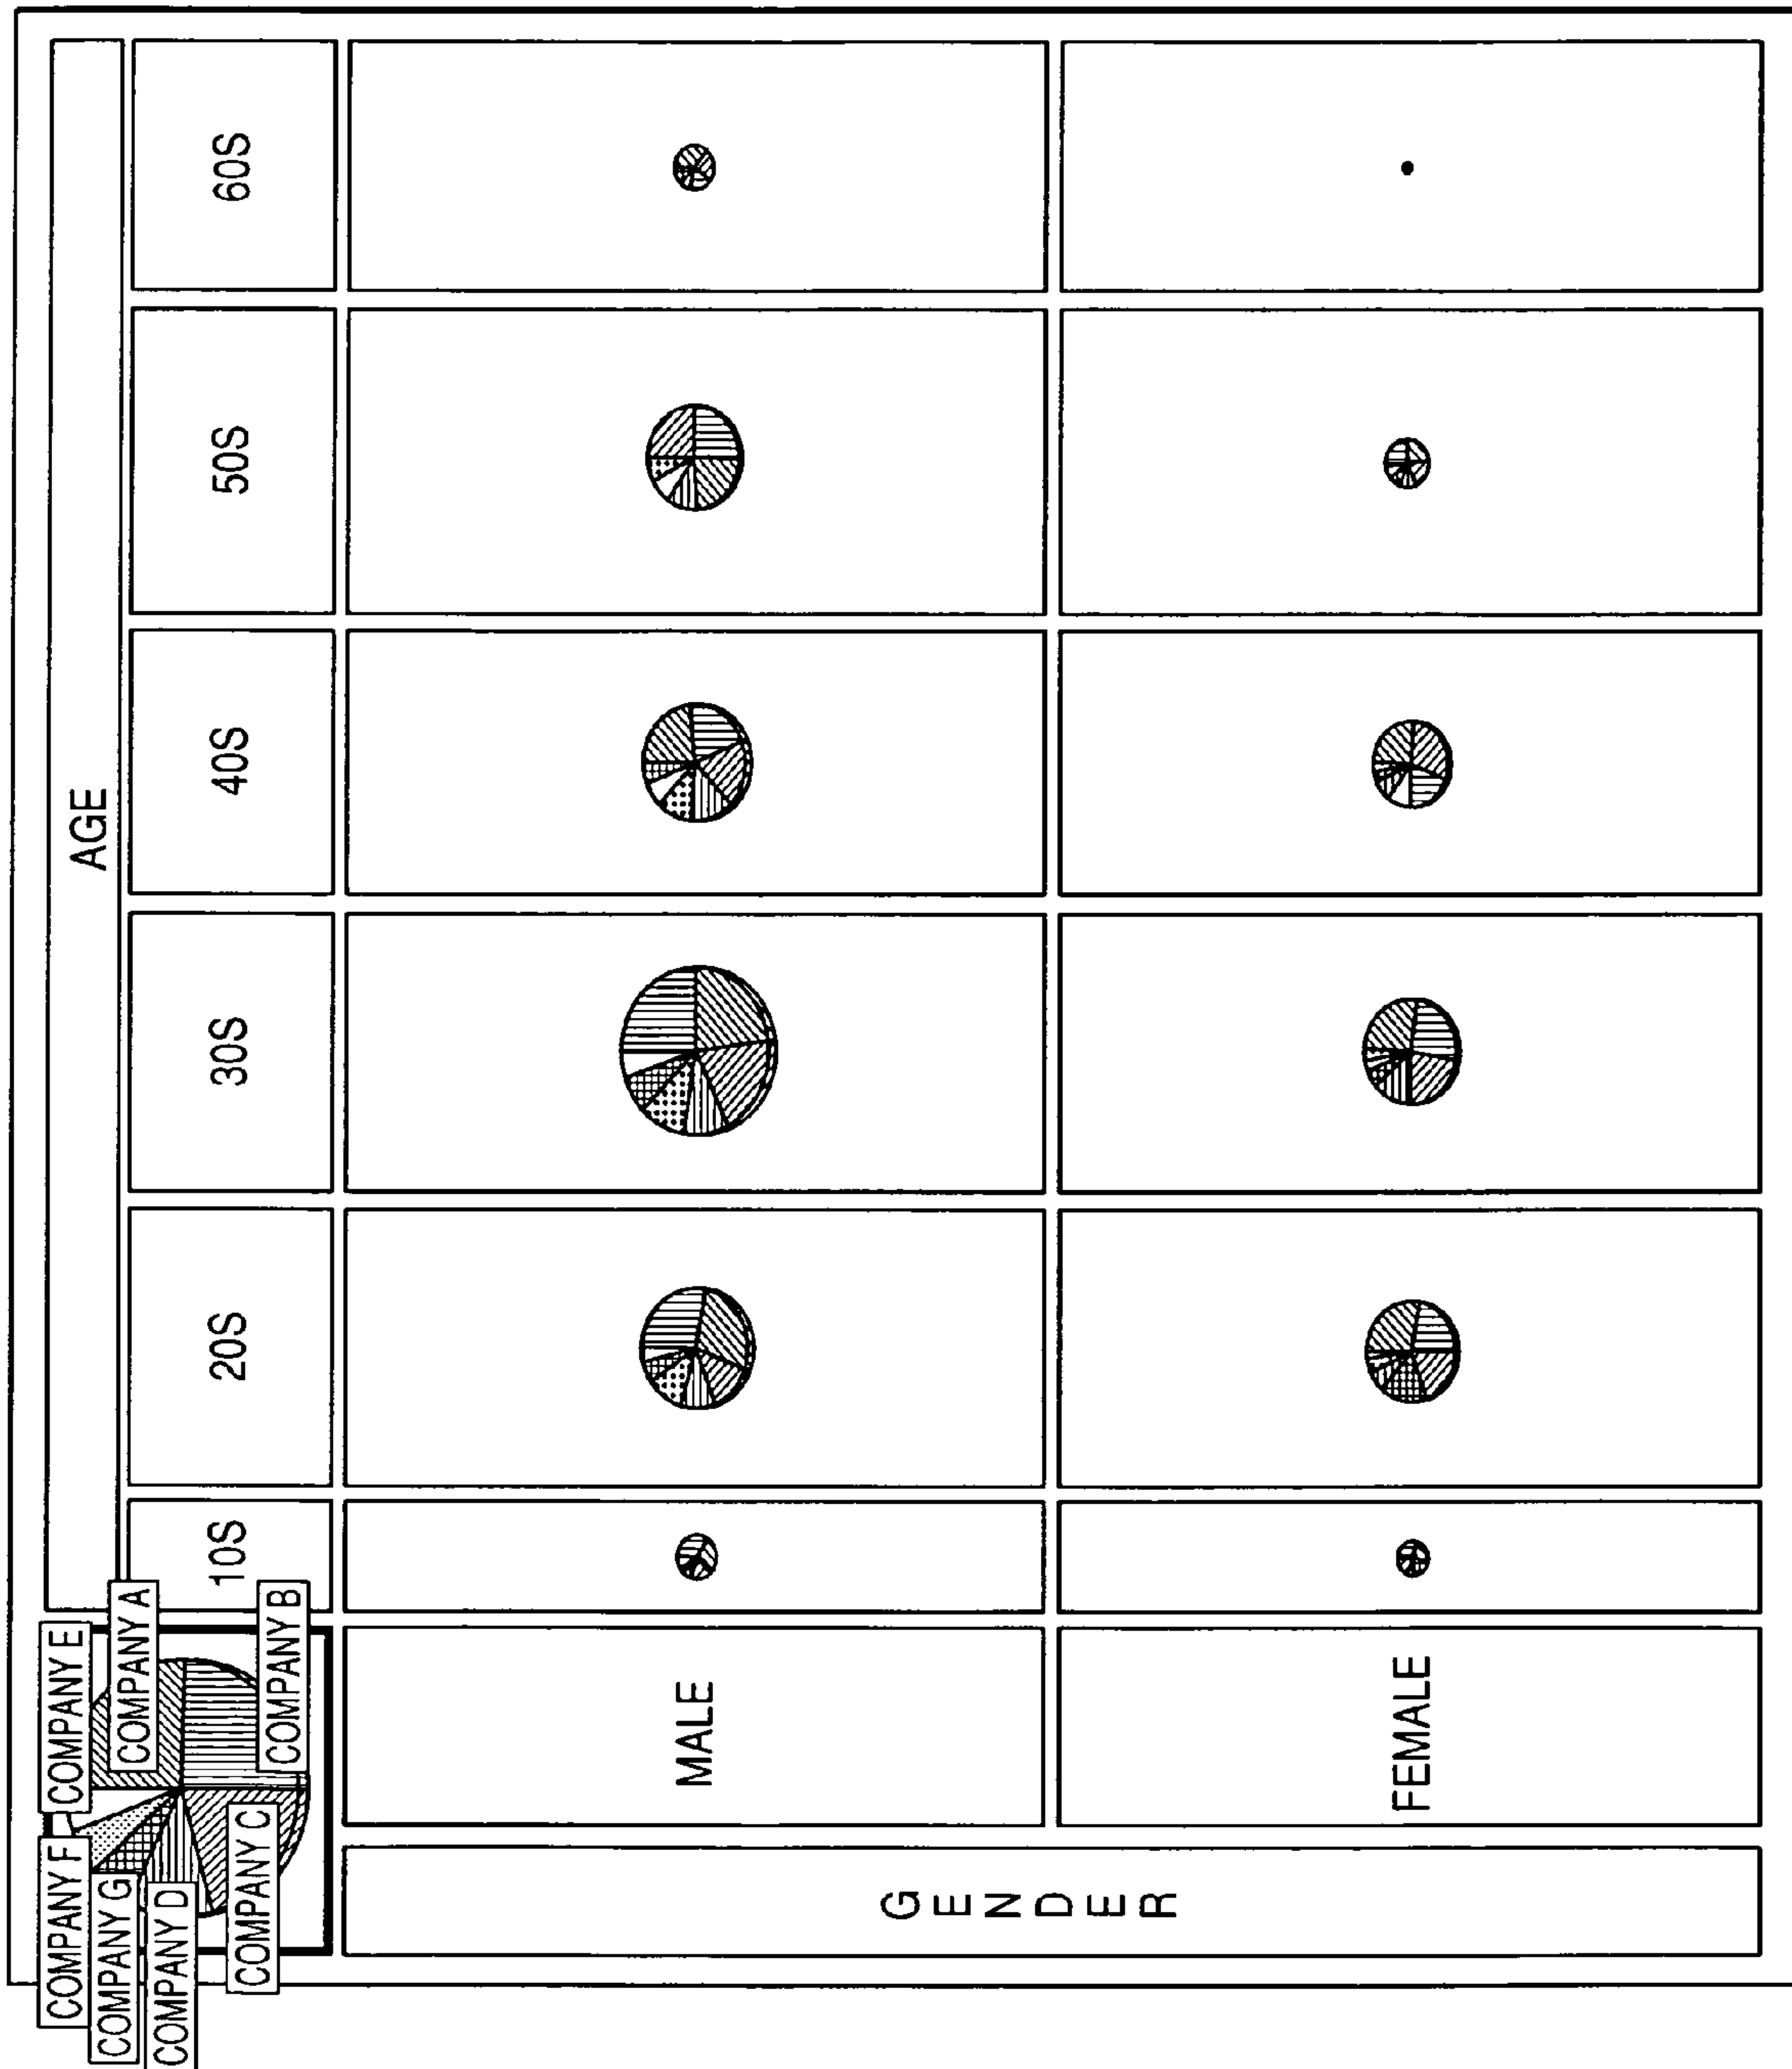 COMPANY F
COMPANY E
COMPANY G
COMPANY A
COMPANY D
COMPANY C
COMPANY B
AGE
10S
20S
30S
40S
50S
60S
GENDER
MALE
FEMALE